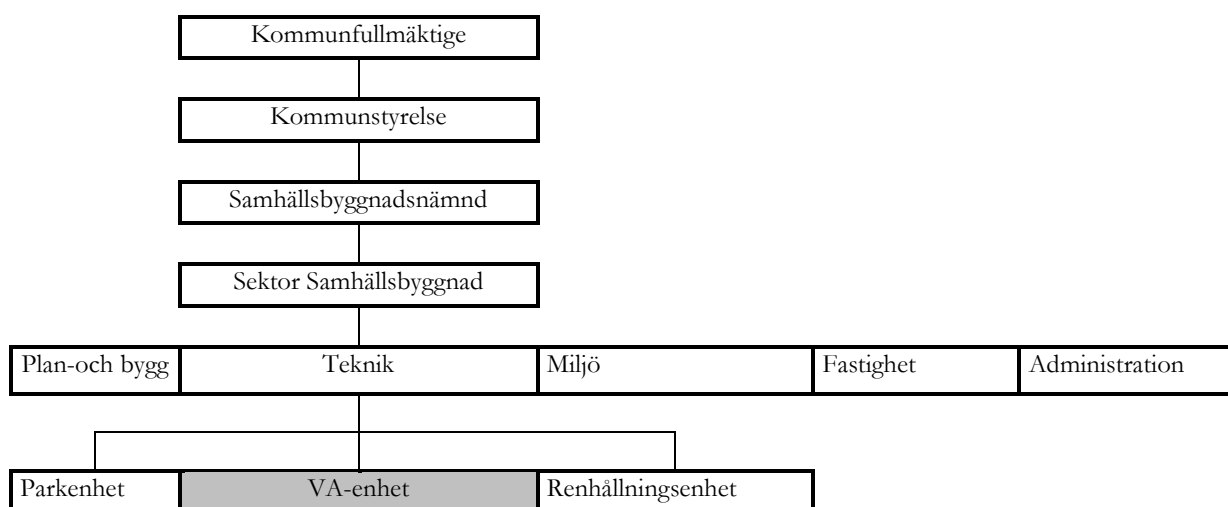 Kommunfullmäktige
Kommunstyrelse
Samhällsbyggnadsnämnd
Sektor Samhällsbyggnad
Plan-och bygg Teknik Miljö Fastighet Administration
Parkenhet VA-enhet Renhållningsenhet